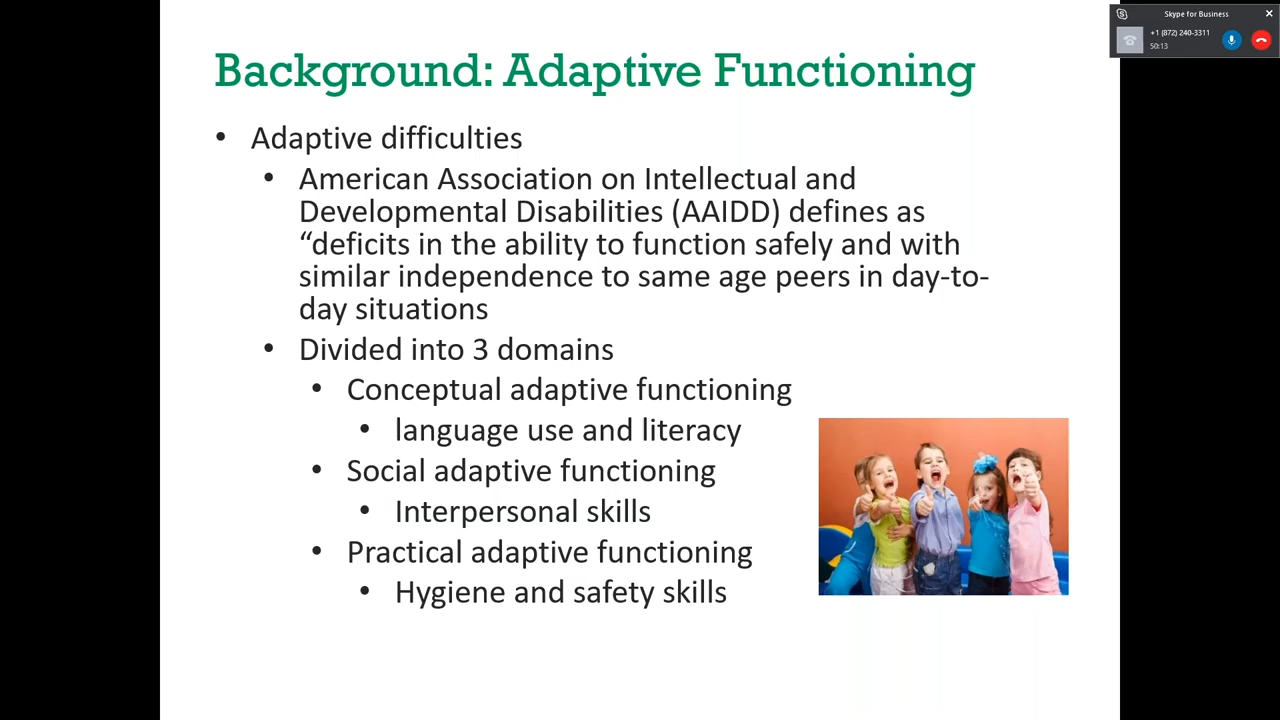 Skype for Business
+1 (872) 240-3311
50:13
Background: Adaptive Functioning
• Adaptive difficulties
• American Association on Intellectual and
Developmental Disabilities (AAIDD) defines as
“deficits in the ability to function safely and with
similar independence to same age peers in day-to-
day situations
• Divided into 3 domains
• Conceptual adaptive functioning
• language use and literacy
• Social adaptive functioning
• Interpersonal skills
• Practical adaptive functioning
• Hygiene and safety skills